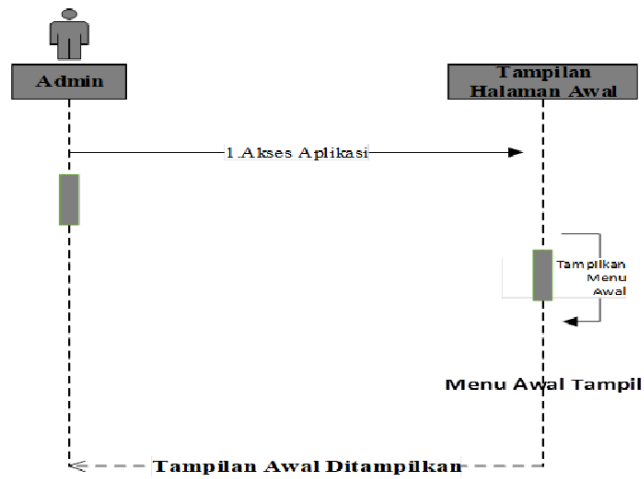 Admin
Tampilan
Halaman Awal
1.Akses Aplikasi
Tampilkan
Menu
Awal
Menu Awal Tampil
Tampilan Awal Ditampilkan